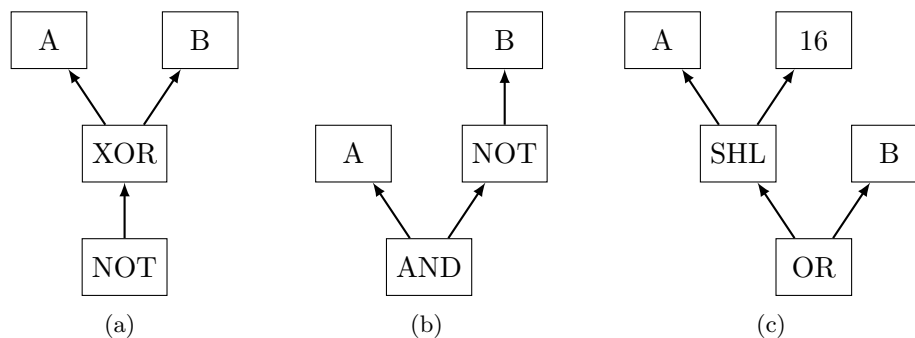 A B B A 16
XOR A NOT SHL B
NOT AND OR
(a) (b) (c)